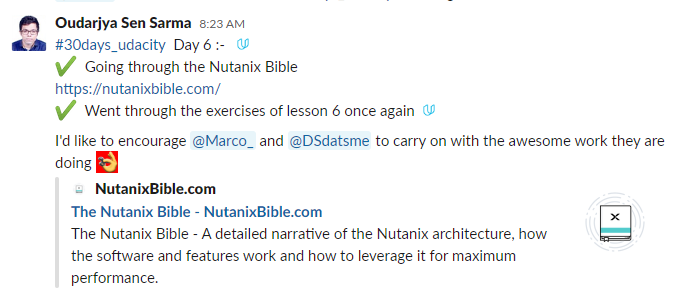 Oudarjya Sen Sarma 8:23 AM
#30days_udacity Day 6 :-
Going through the Nutanix Bible
https://nutanixbible.com/
Went through the exercises of lesson 6 once again
I'd like to encourage @Marco_ and @DSdatsme to carry on with the awesome work they are
doing
NutanixBible.com
The Nutanix Bible - NutanixBible.com
The Nutanix Bible - A detailed narrative of the Nutanix architecture, how
the software and features work and how to leverage it for maximum
performance.
X